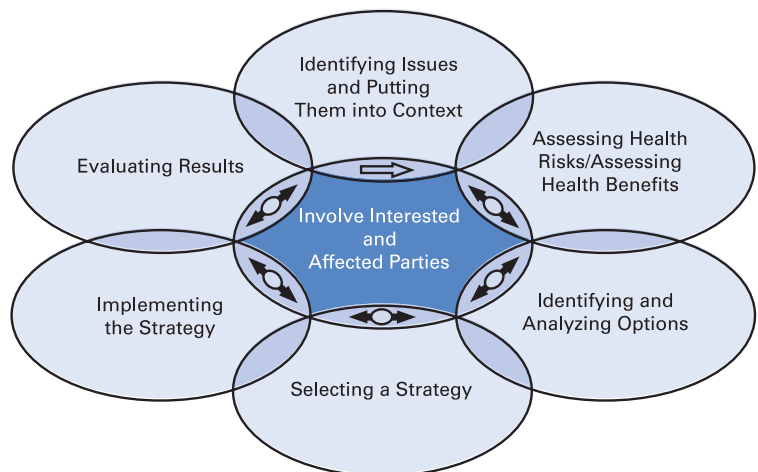 Identifying Issues
and Putting
Them into Context
Assessing Health
Risks/Assessing
Health Benefits
Identifying and
Analyzing Options
Selecting a Strategy
Implementing
the Strategy
Evaluating Results
Involve Interested
and
Affected Parties